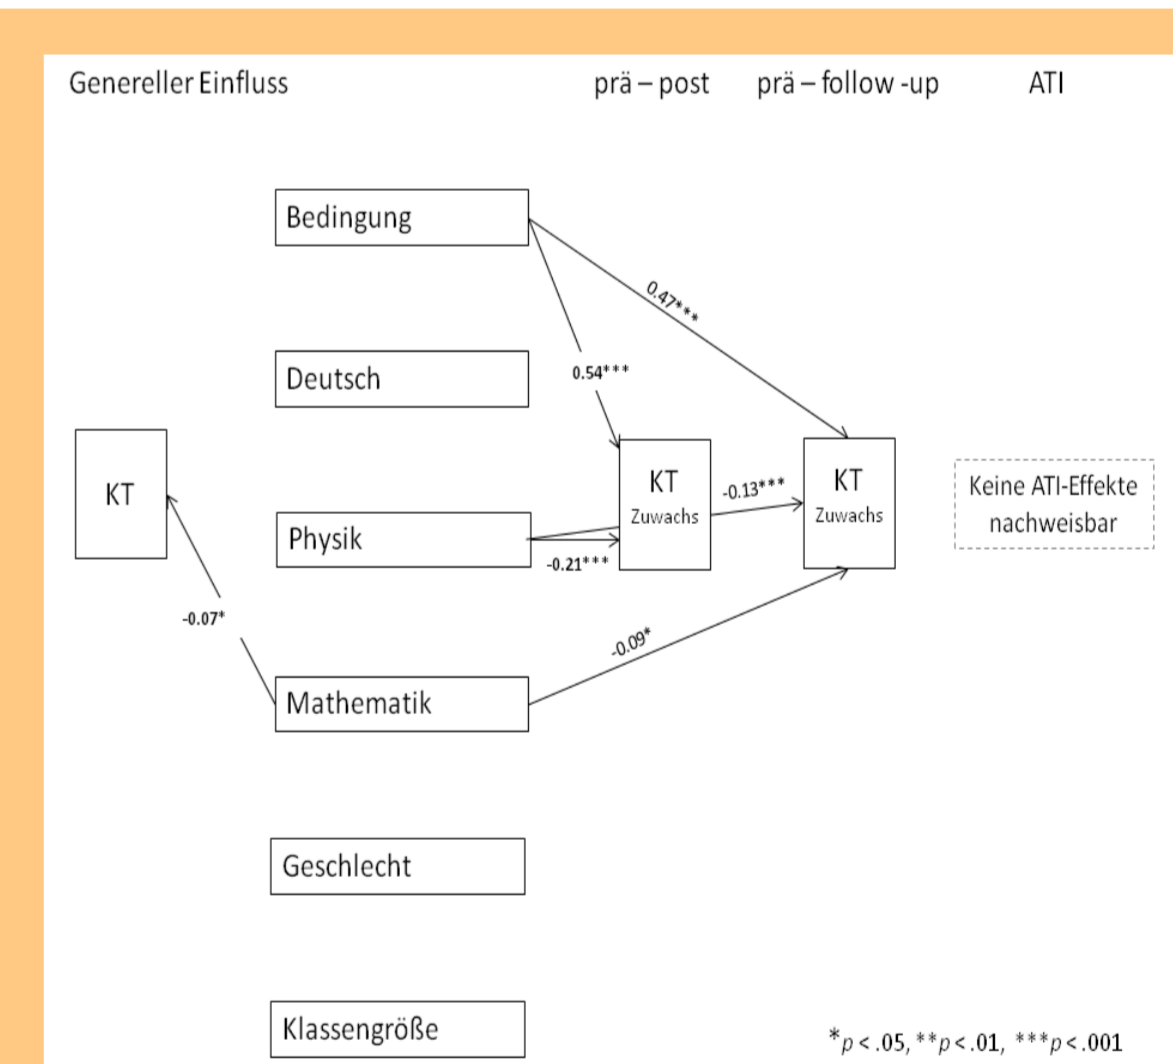 Genereller Einfluss
prä – post
prä – follow -up
ATI
Bedingung
0.47***
Deutsch
0.54***
KT
KT
Zuwachs
-0.13***
KT
Zuwachs
Keine ATI-Effekte
nachweisbar
Physik
-0.21***
-0.07*
-0.09*
Mathematik
Geschlecht
Klassengröße
*p < .05, **p < .01, ***p < .001